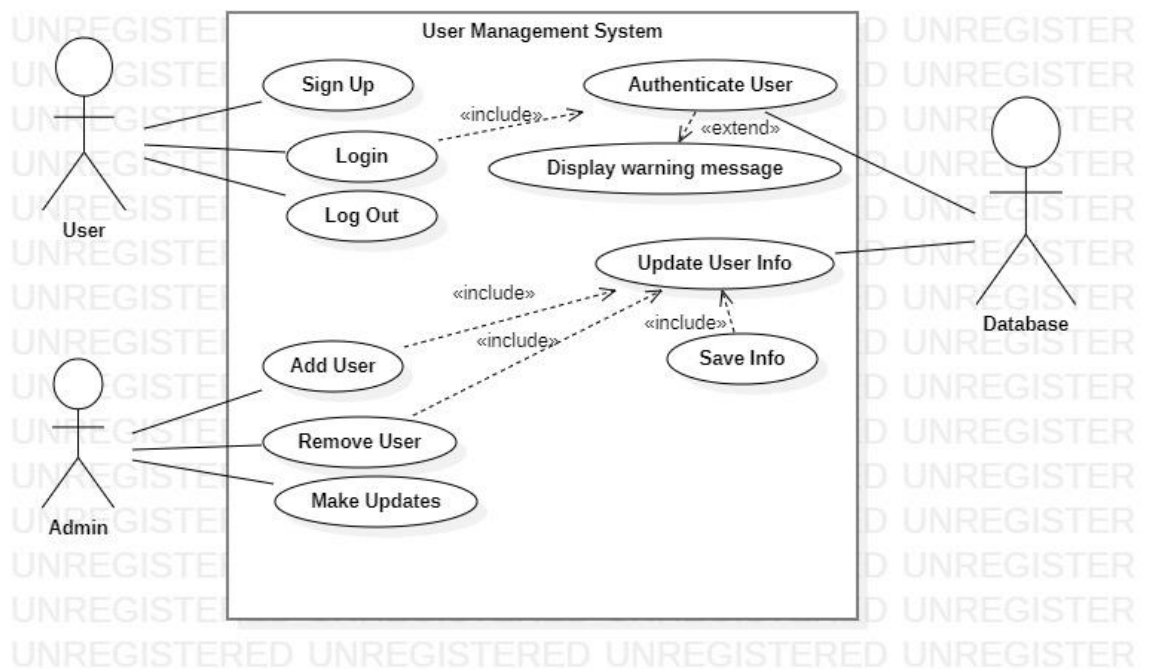 User Management System
Sign Up
Authenticate User
«include»
«extend»
Login
Display warning message
Log Out
User
Update User Info
«include»
Database
«include»
«include»
Add User
Save Info
Remove User
Make Updates
Admin
UNREGISTERED UNREGISTERED UNREGISTERED UNREGISTER